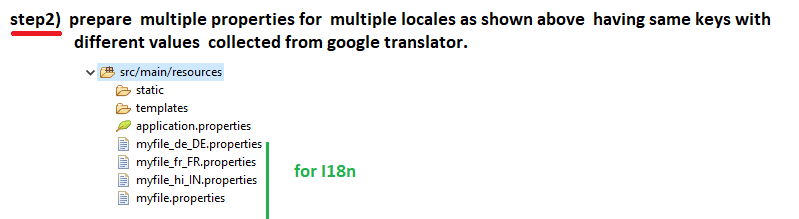 step2) prepare multiple properties for multiple locales as shown above having same keys with
different values collected from google translator.
src/main/resources
static
templates
application.properties
myfile_de_DE.properties
myfile_fr_FR.properties
for I18n
myfile_hi_IN.properties
myfile.properties